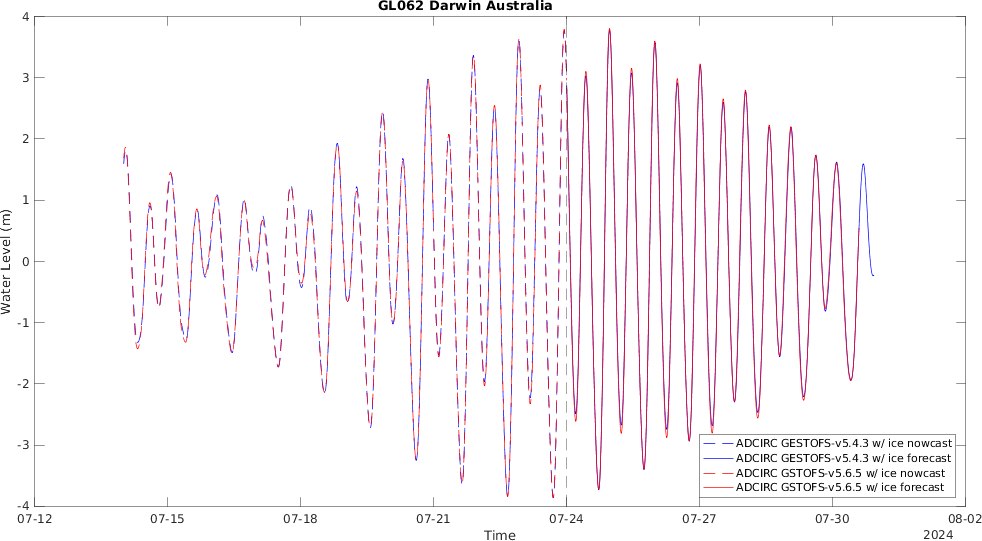 GL062 Darwin Australia
4
3
2
1
0
-1
-2
-3
-4
Water Level (m)
07-12
07-15
07-18
07-21
07-24
07-27
07-30
08-02
Time
2024
ADCIRC GESTOFS-v5.4.3 w/ ice nowcast
ADCIRC GESTOFS-v5.4.3 w/ ice forecast
ADCIRC GSTOFS-v5.6.5 w/ ice nowcast
ADCIRC GSTOFS-v5.6.5 w/ ice forecast